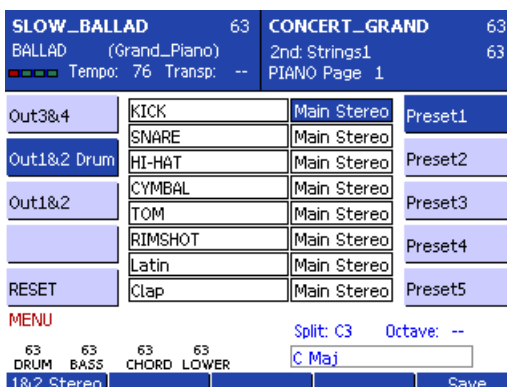 SLOW_BALLAD 63 CONCERT_GRAND 63
BALLAD (Grand_Piano) 2nd: Strings1 63
Tempo: 76 Transp: -- PIANO Page 1
Out3&4 KICK Main Stereo Preset1
SNARE Main Stereo
Out1&2 Drum HI-HAT Main Stereo Preset2
CYMBAL Main Stereo
Out1&2 TOM Main Stereo Preset3
RIMSHOT Main Stereo Preset4
Latin Main Stereo
RESET Clap Main Stereo Preset5
MENU
Split: C3 Octave: --
63 63 63 63
DRUM BASS CHORD LOWER C Maj
1&2 Stereo Save